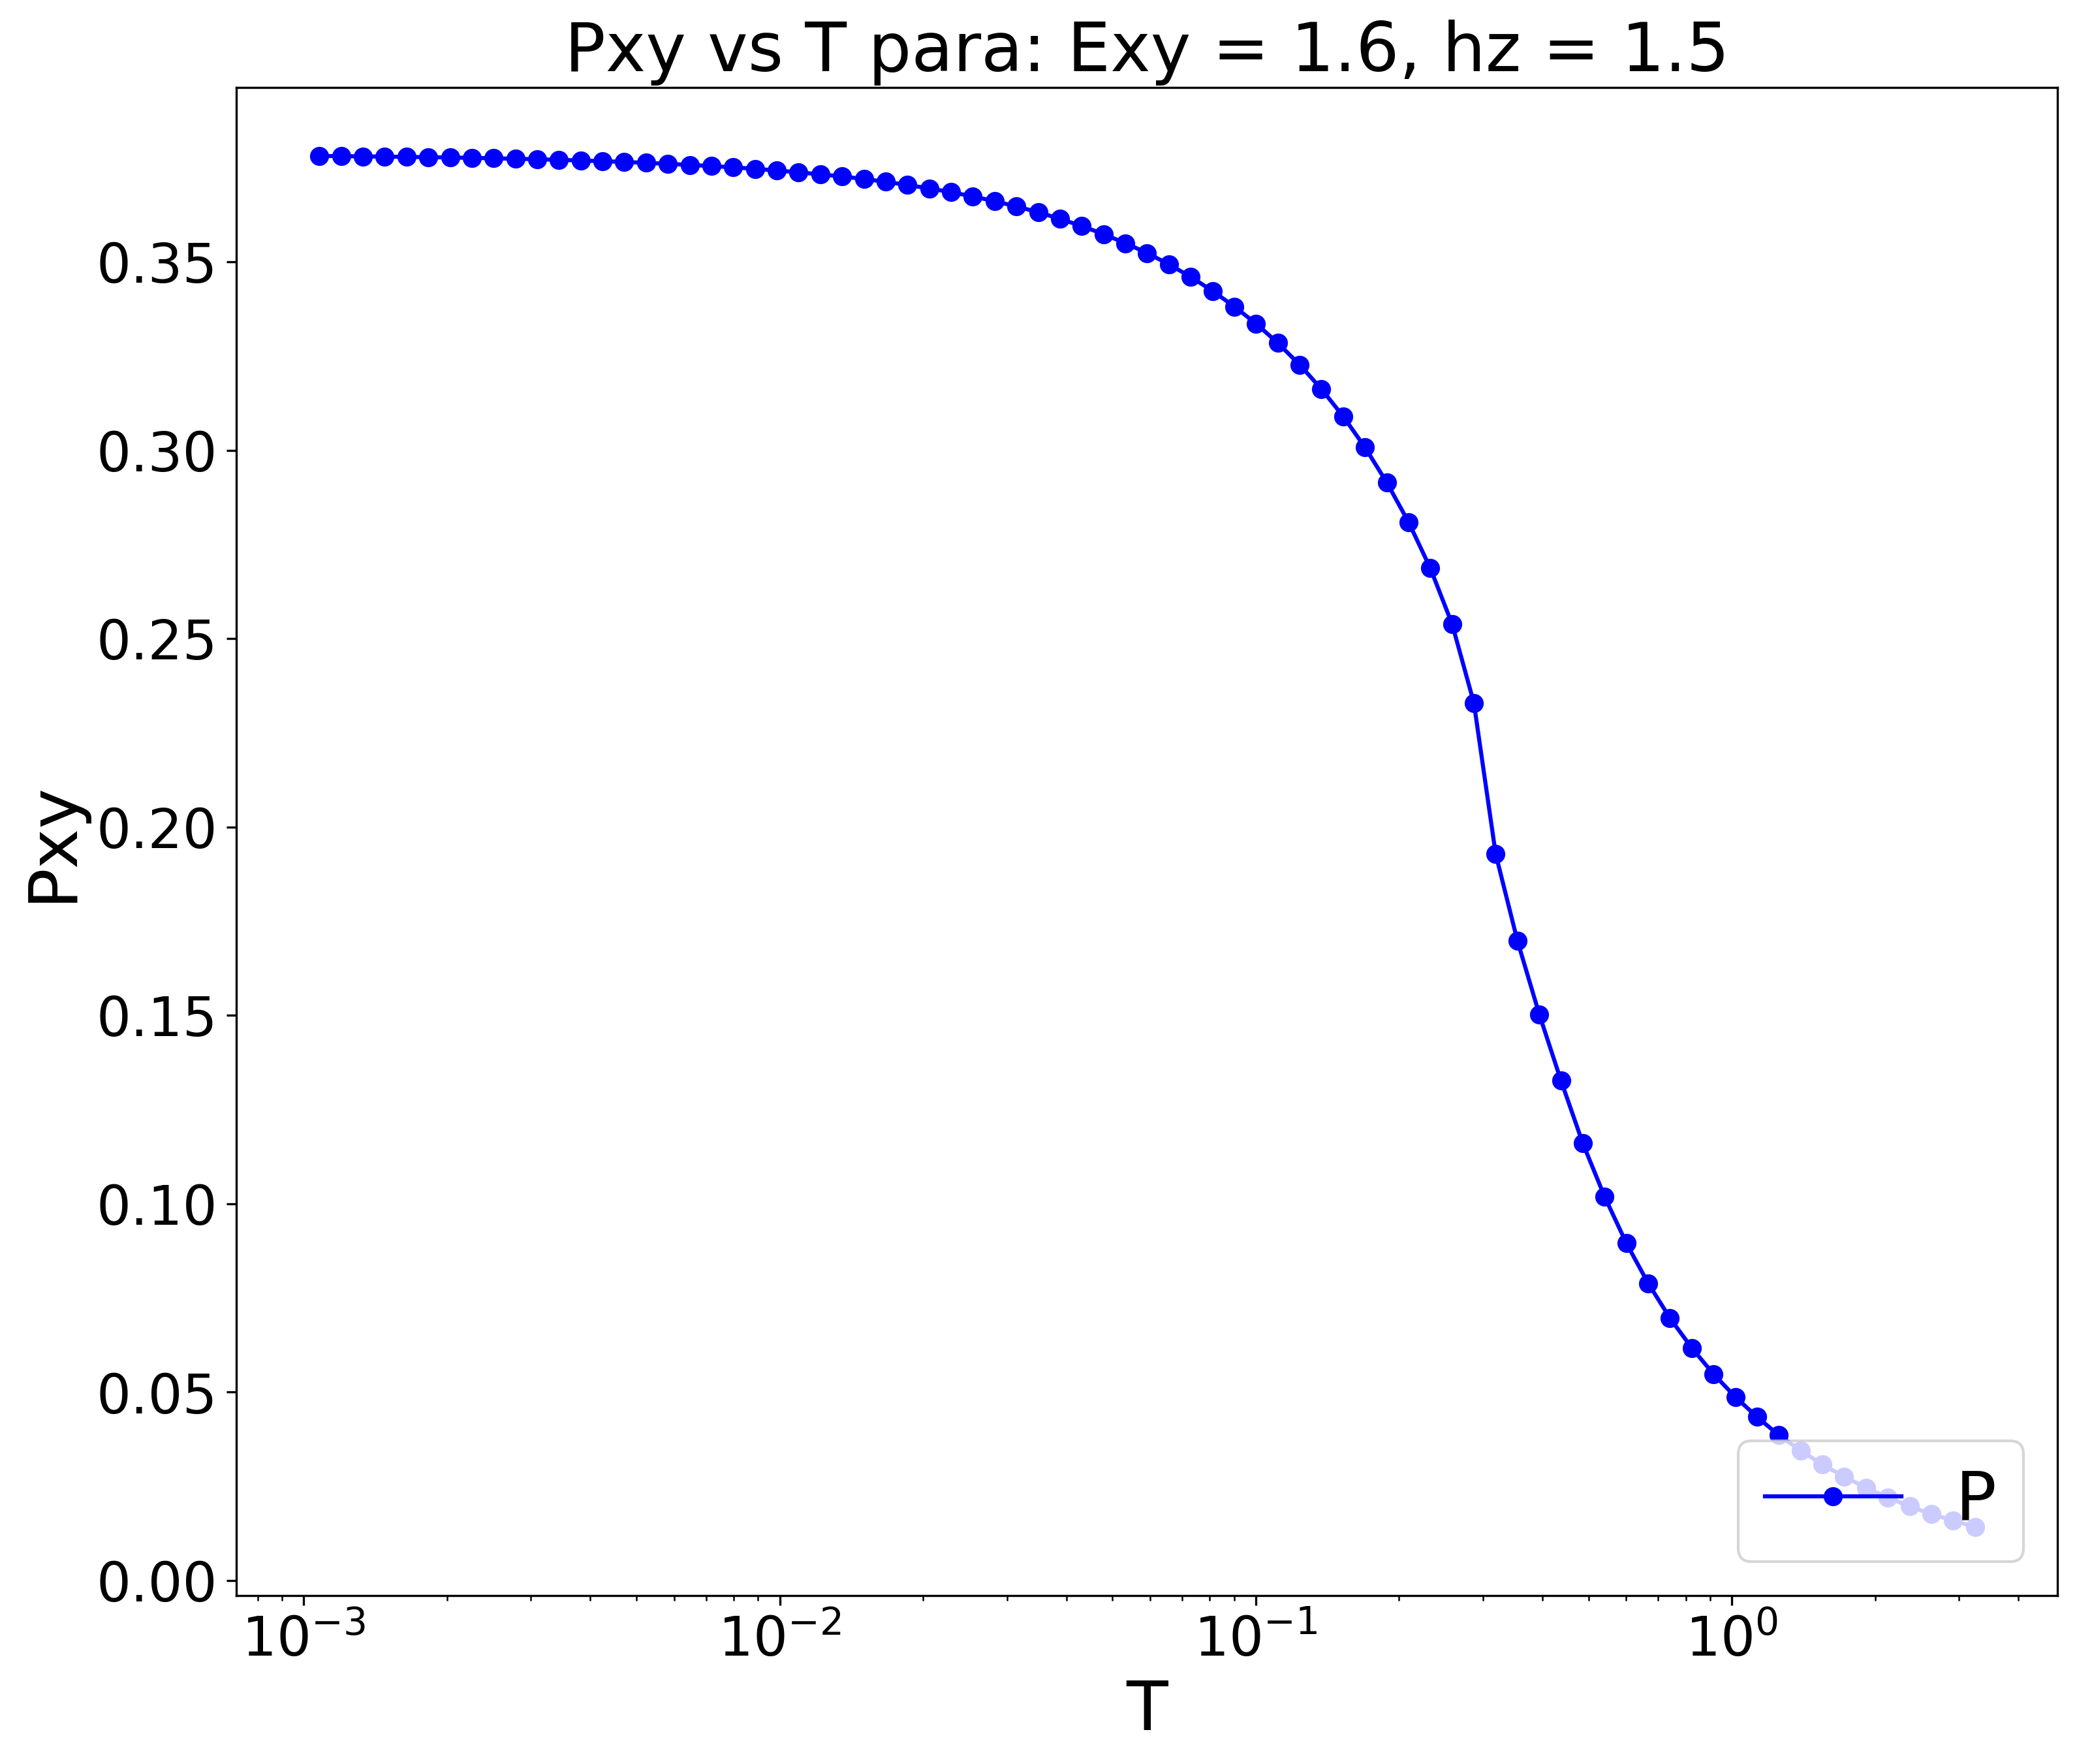 Pxy vs T para: Exy = 1.6, hz = 1.5
Pxy
0.35
0.30
0.25
0.20
0.15
0.10
0.05
0.00
10⁻³ 10⁻² 10⁻¹ 10⁰
T
P